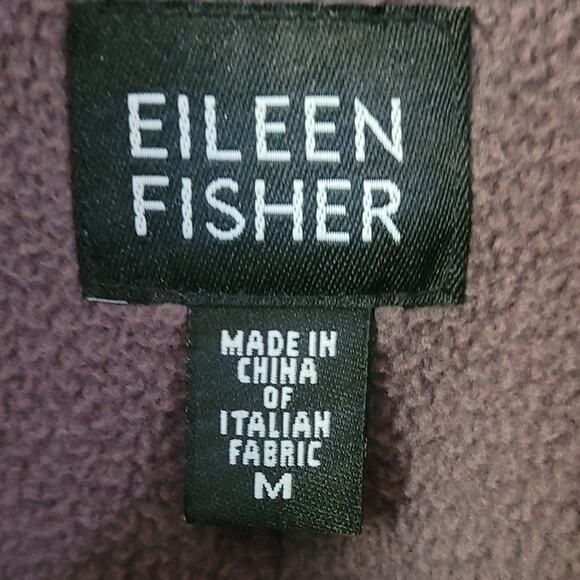 EILEEN
FISHER
MADE IN
CHINA
OF
ITALIAN
FABRIC
M